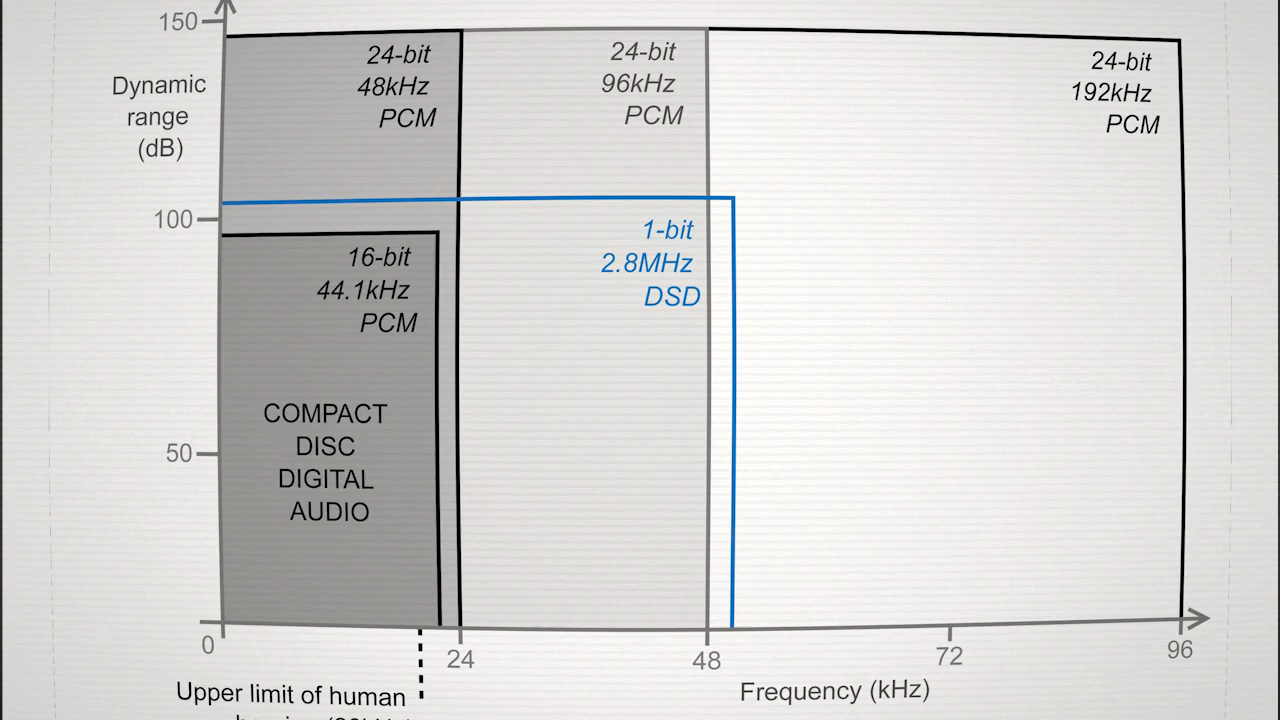 150
Dynamic
range
(dB)
100
50
0
24-bit
48kHz
PCM
24-bit
96kHz
PCM
24-bit
192kHz
PCM
1-bit
2.8MHz
DSD
16-bit
44.1kHz
PCM
COMPACT
DISC
DIGITAL
AUDIO
24
48
72
96
Upper limit of human
Frequency (kHz)